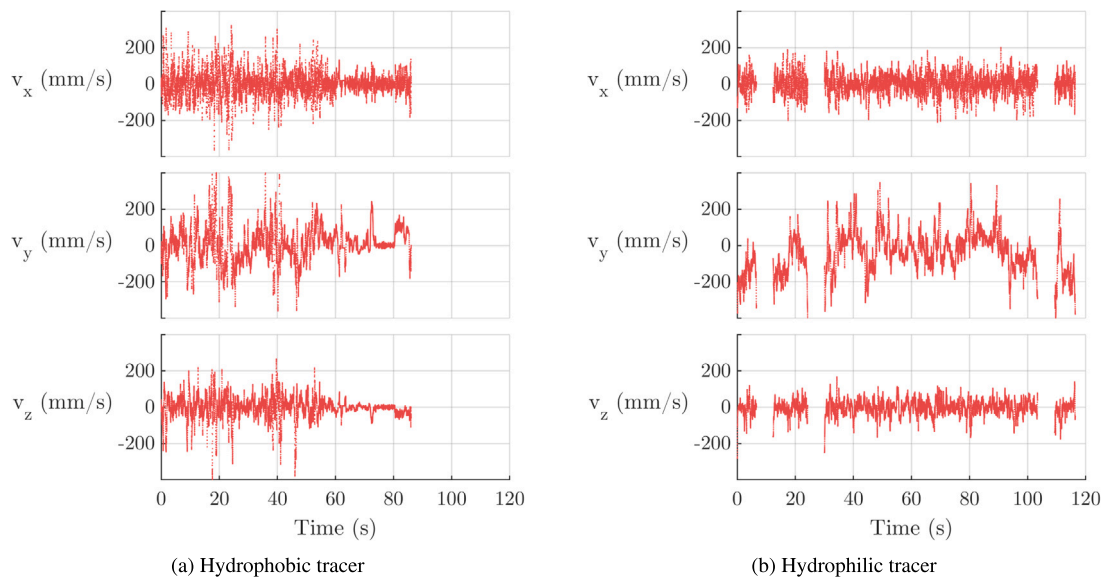 200
v_x (mm/s) 0
-200
200
v_y (mm/s) 0
-200
200
v_z (mm/s) 0
-200
0 20 40 60 80 100 120
Time (s)
(a) Hydrophobic tracer
200
v_x (mm/s) 0
-200
200
v_y (mm/s) 0
-200
200
v_z (mm/s) 0
-200
0 20 40 60 80 100 120
Time (s)
(b) Hydrophilic tracer